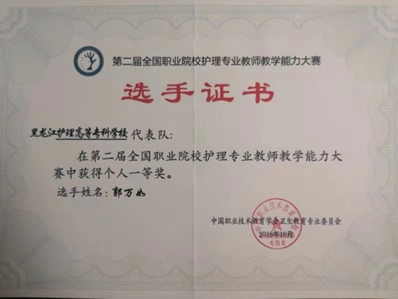 第二届全国职业院校护理专业教师教学能力大赛
选手证书
黑龙江护理高等专科学校代表队：
在第二届全国职业院校护理专业教师教学能力大
赛中获得个人一等奖。
选手姓名：郭万如
中国职业技术教育学会卫生教育专业委员会
2018年10月